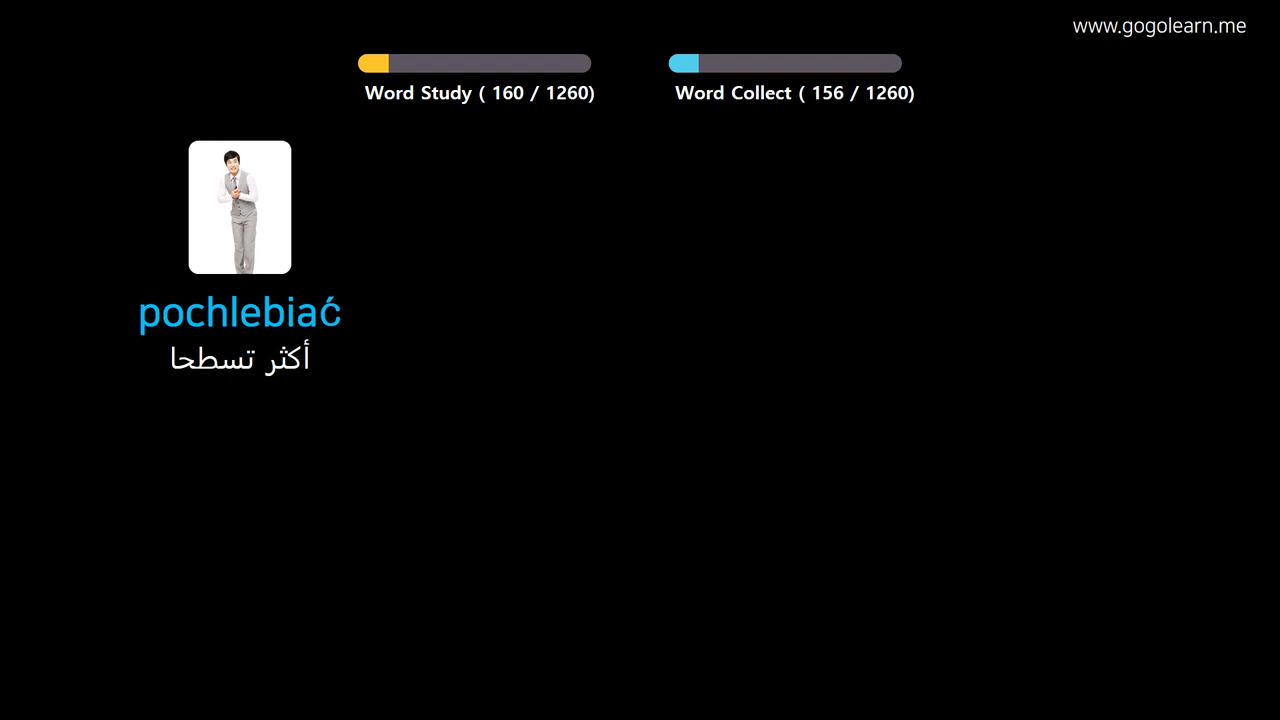 www.gogolearn.me
Word Study ( 160 / 1260)
Word Collect ( 156 / 1260)
pochlebiać
أكثر تسطحا